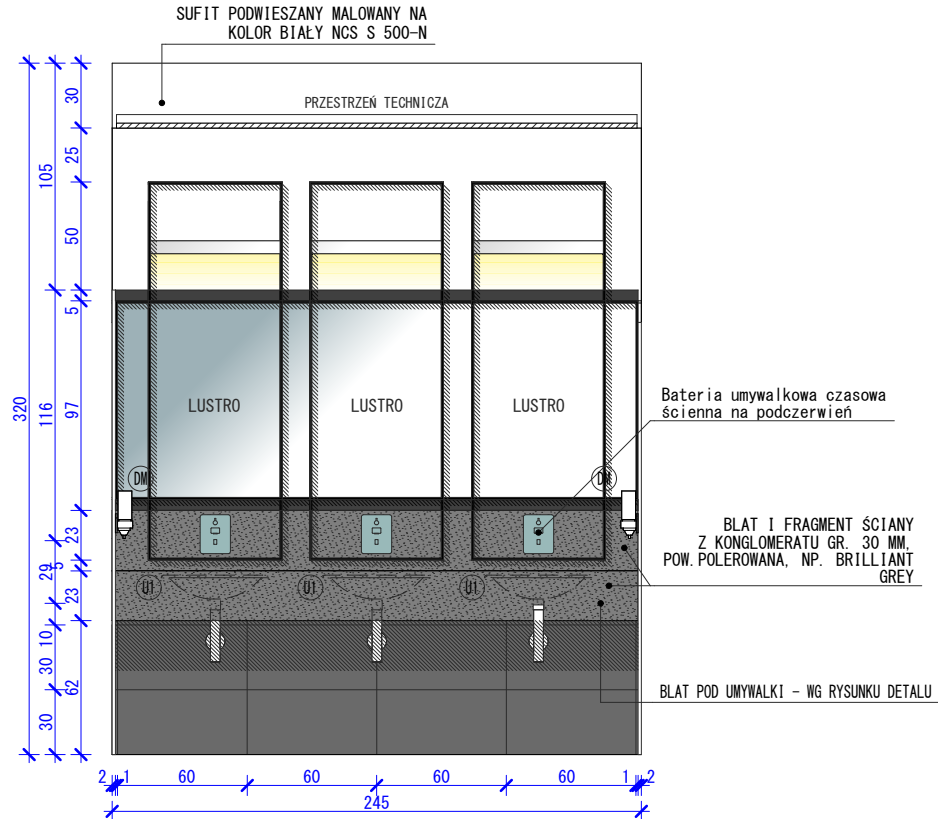 SUFIT PODWIESZANY MALOWANY NA
KOLOR BIAŁY NCS S 500-N
PRZESTRZEŃ TECHNICZA
30
25
105
50
5
320
116
97
23
29
5
23
10
30
62
30
LUSTRO LUSTRO LUSTRO
DM DM
Bateria umywalkowa czasowa
ścienna na podczerwień
BLAT I FRAGMENT ŚCIANY
Z KONGLOMERATU GR. 30 MM,
POW.POLEROWANA, NP. BRILLIANT
GREY
U1 U1 U1
BLAT POD UMYWALKI - WG RYSUNKU DETALU
2 1 60 60 60 60 1 2
245